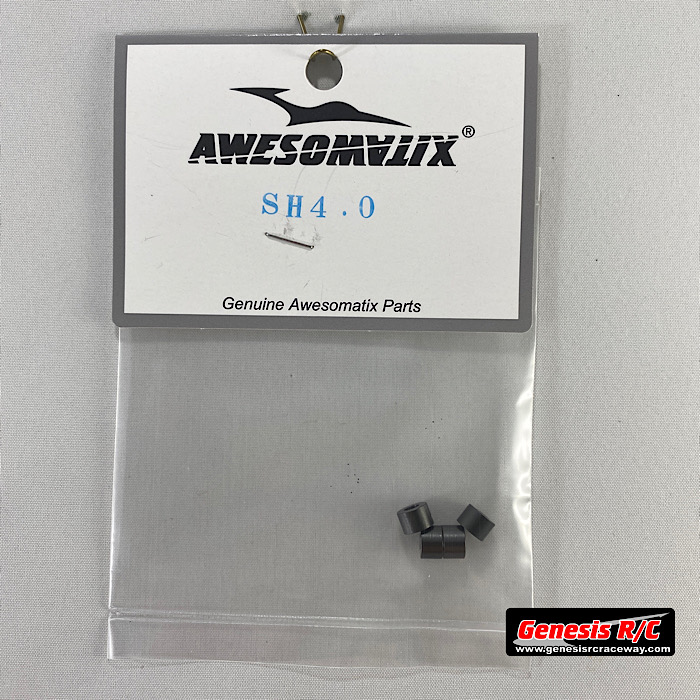 AWESOMATIX®
SH4.0
Genuine Awesomatix Parts
Genesis R/C
www.genesisrcraceway.com